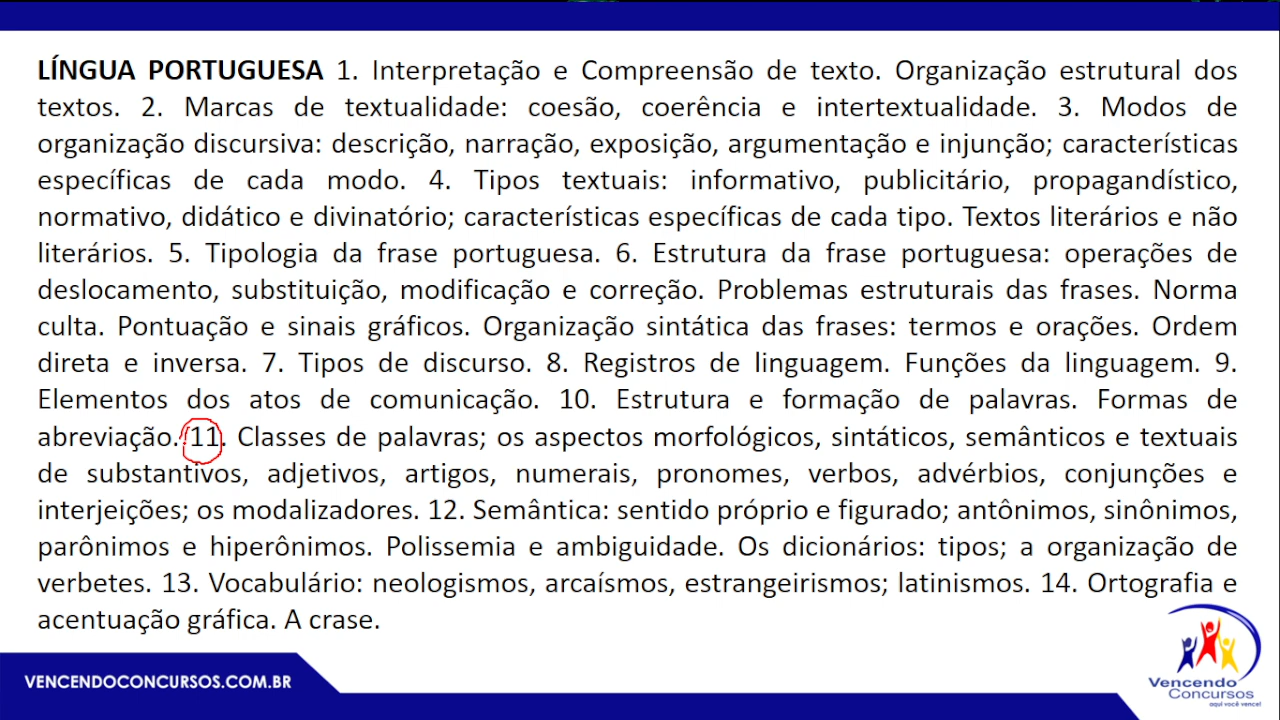 LÍNGUA PORTUGUESA 1. Interpretação e Compreensão de texto. Organização estrutural dos
textos. 2. Marcas de textualidade: coesão, coerência e intertextualidade. 3. Modos de
organização discursiva: descrição, narração, exposição, argumentação e injunção; características
específicas de cada modo. 4. Tipos textuais: informativo, publicitário, propagandístico,
normativo, didático e divinatório; características específicas de cada tipo. Textos literários e não
literários. 5. Tipologia da frase portuguesa. 6. Estrutura da frase portuguesa: operações de
deslocamento, substituição, modificação e correção. Problemas estruturais das frases. Norma
culta. Pontuação e sinais gráficos. Organização sintática das frases: termos e orações. Ordem
direta e inversa. 7. Tipos de discurso. 8. Registros de linguagem. Funções da linguagem. 9.
Elementos dos atos de comunicação. 10. Estrutura e formação de palavras. Formas de
abreviação. 11. Classes de palavras; os aspectos morfológicos, sintáticos, semânticos e textuais
de substantivos, adjetivos, artigos, numerais, pronomes, verbos, advérbios, conjunções e
interjeições; os modalizadores. 12. Semântica: sentido próprio e figurado; antônimos, sinônimos,
parônimos e hiperônimos. Polissemia e ambiguidade. Os dicionários: tipos; a organização de
verbetes. 13. Vocabulário: neologismos, arcaísmos, estrangeirismos; latinismos. 14. Ortografia e
acentuação gráfica. A crase.
VENCENDOCONCURSOS.COM.BR
Vencendo
Concursos
aqui você vence!